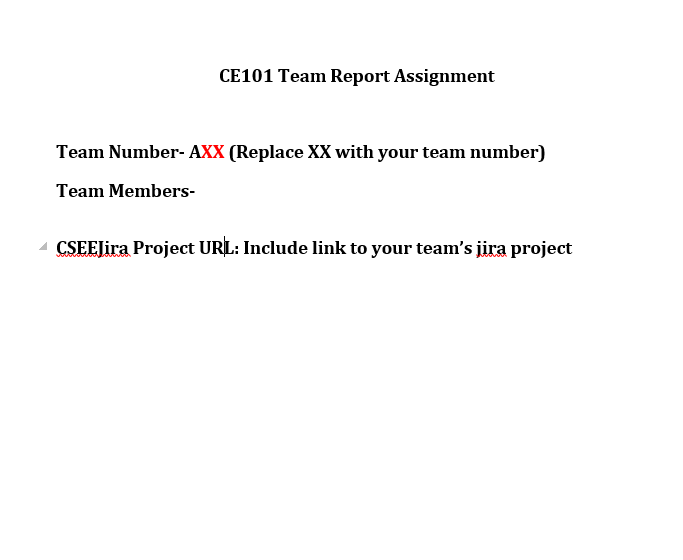 CE101 Team Report Assignment
Team Number- AXX (Replace XX with your team number)
Team Members-
CSEEJira Project URL: Include link to your team’s jira project